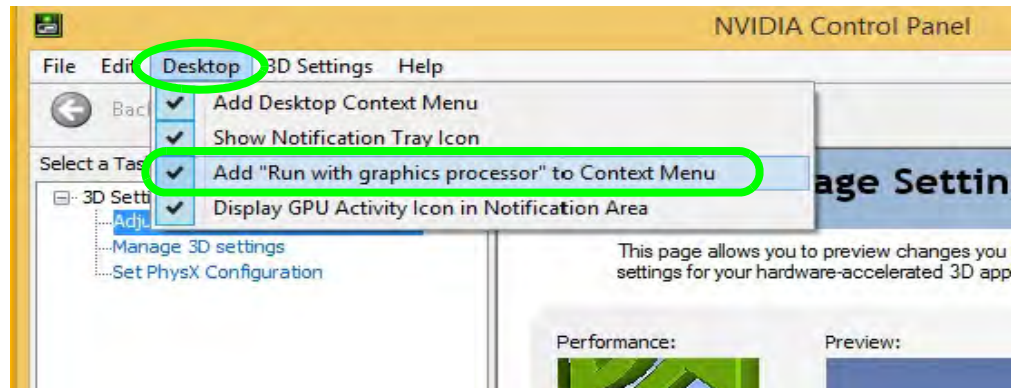 NVIDIA Control Panel
File Edit Desktop 3D Settings Help
Back
Add Desktop Context Menu
Show Notification Tray Icon
Select a Tas
Add "Run with graphics processor" to Context Menu
age Settin
3D Setti
Display GPU Activity Icon in Notification Area
Adju
Manage 3D settings
Set PhysX Configuration
This page allows you to preview changes you
settings for your hardware-accelerated 3D app
Performance:
Preview: